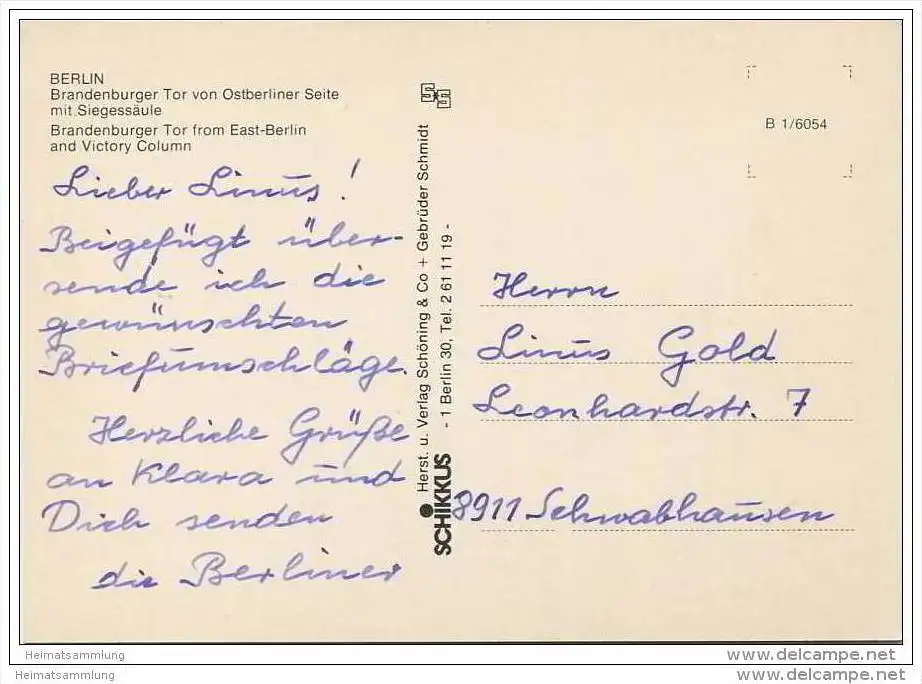 BERLIN
Brandenburger Tor von Ostberliner Seite
mit Siegessäule
Brandenburger Tor from East-Berlin
and Victory Column
Lieber Linus!
Beigefügt über-
sende ich die
gewünschten
Briefumschläge.
Herzliche Grüße
an Klara und
Dich senden
die Berliner
SCHIKKUS
Herst. u. Verlag Schöning & Co + Gebrüder Schmidt
- 1 Berlin 30, Tel. 2 61 11 19 -
B 1/6054
Herrn
Linus Gold
Leonhardstr. 7
8911 Schwabhausen
Heimatsammlung
Heimatsammlung
www.delcampe.net
www.delcampe.net